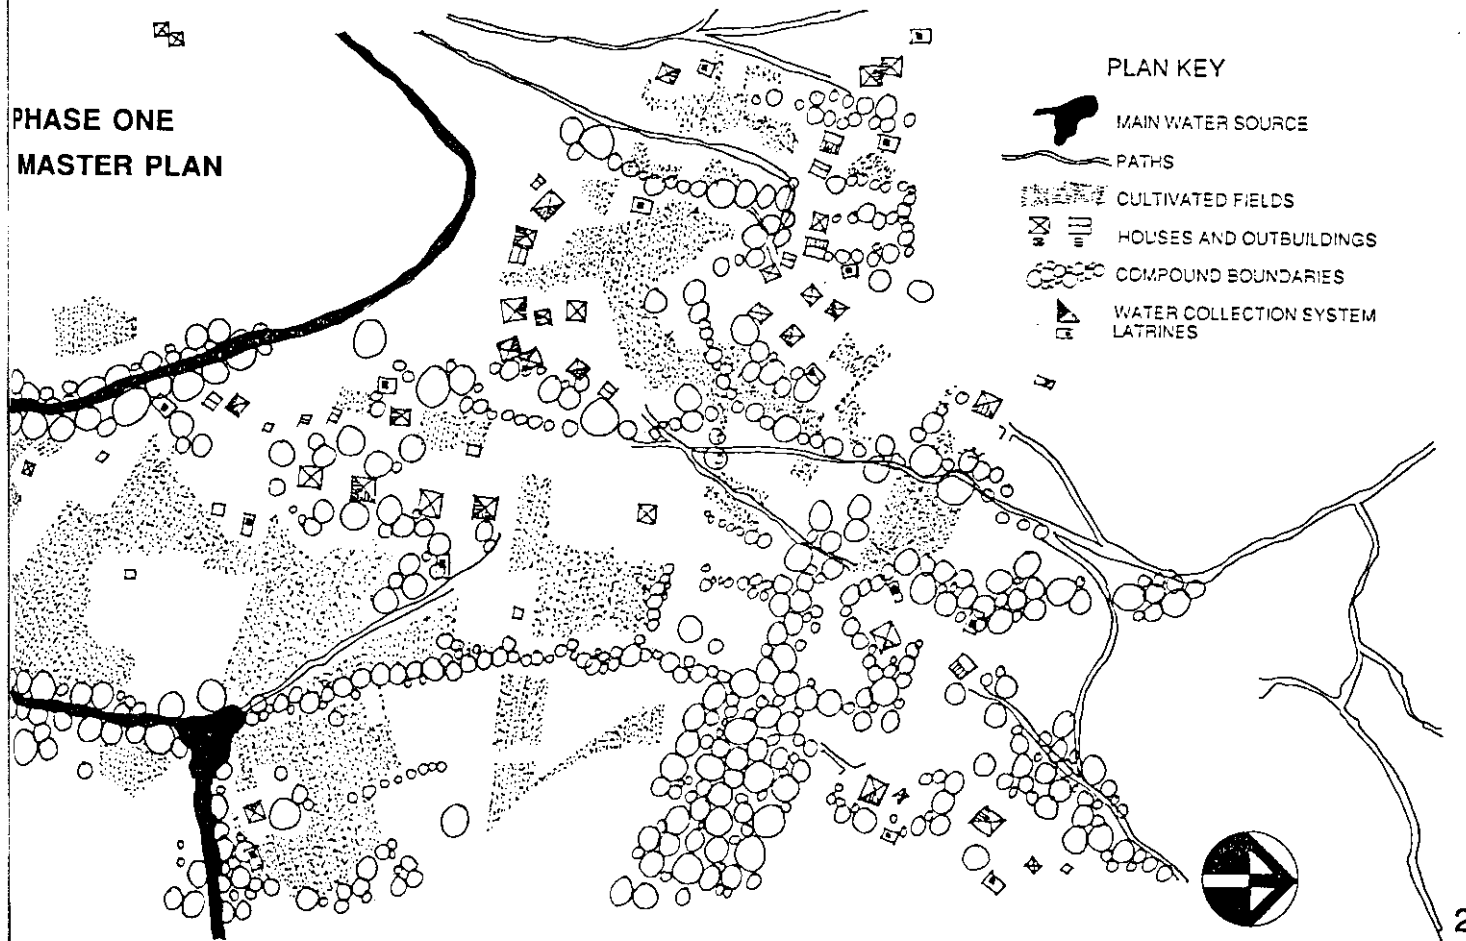 PHASE ONE
MASTER PLAN
PLAN KEY
MAIN WATER SOURCE
PATHS
CULTIVATED FIELDS
HOUSES AND OUTBUILDINGS
COMPOUND BOUNDARIES
WATER COLLECTION SYSTEM
LATRINES
2